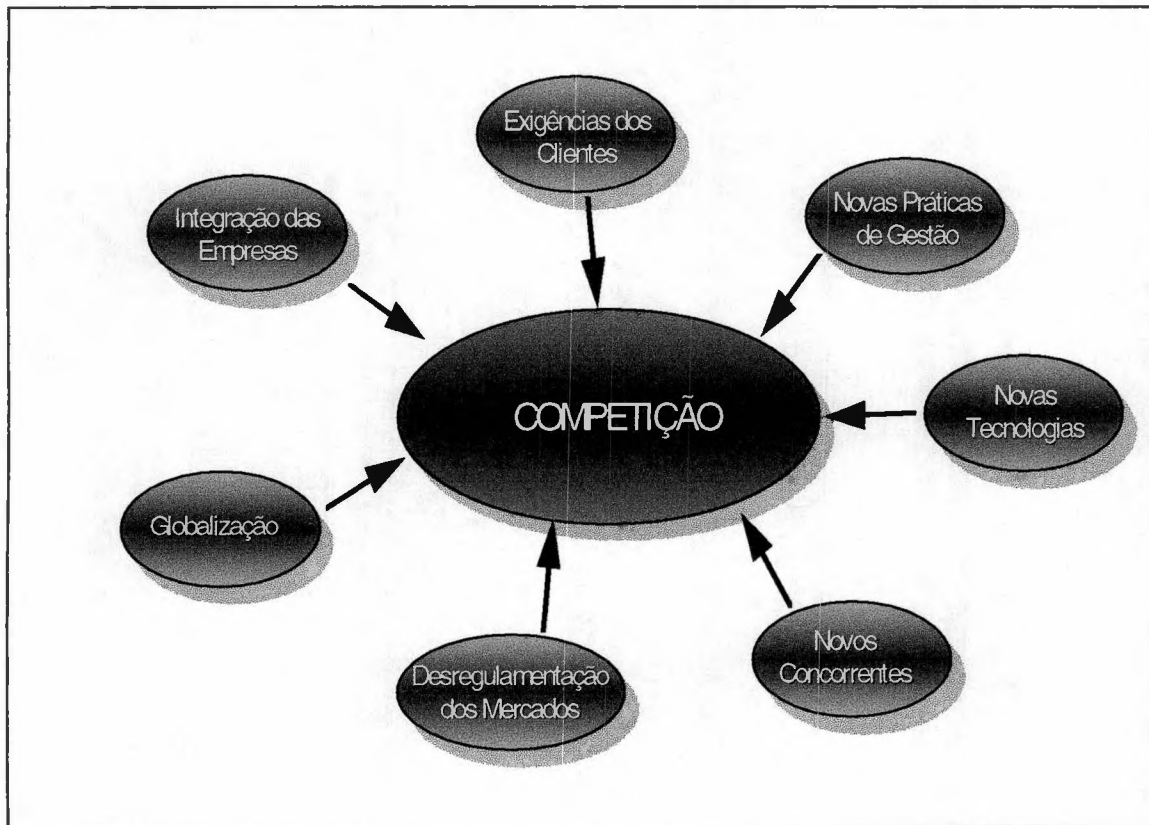 Exigências dos
Clientes
Integração das
Empresas
Novas Práticas
de Gestão
COMPETIÇÃO
Novas
Tecnologias
Globalização
Novos
Concorrentes
Desregulamentação
dos Mercados